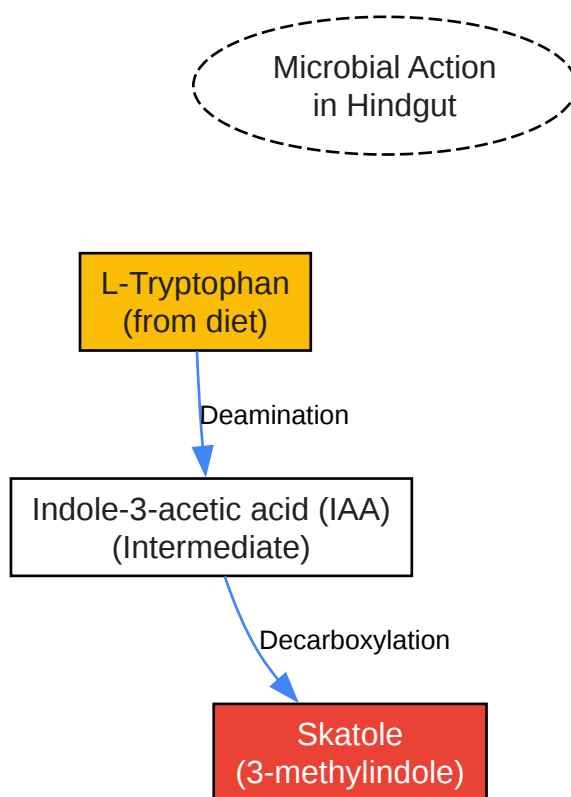 Microbial Action
in Hindgut
L-Tryptophan
(from diet)
Deamination
Indole-3-acetic acid (IAA)
(Intermediate)
Decarboxylation
Skatole
(3-methylindole)